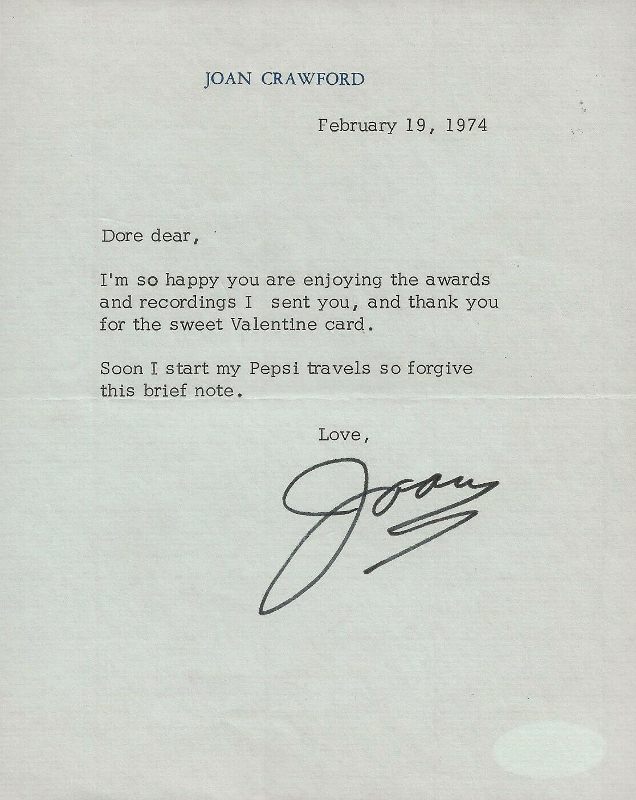 JOAN CRAWFORD
February 19, 1974
Dore dear,
I'm so happy you are enjoying the awards
and recordings I sent you, and thank you
for the sweet Valentine card.
Soon I start my Pepsi travels so forgive
this brief note.
Love,
Joan